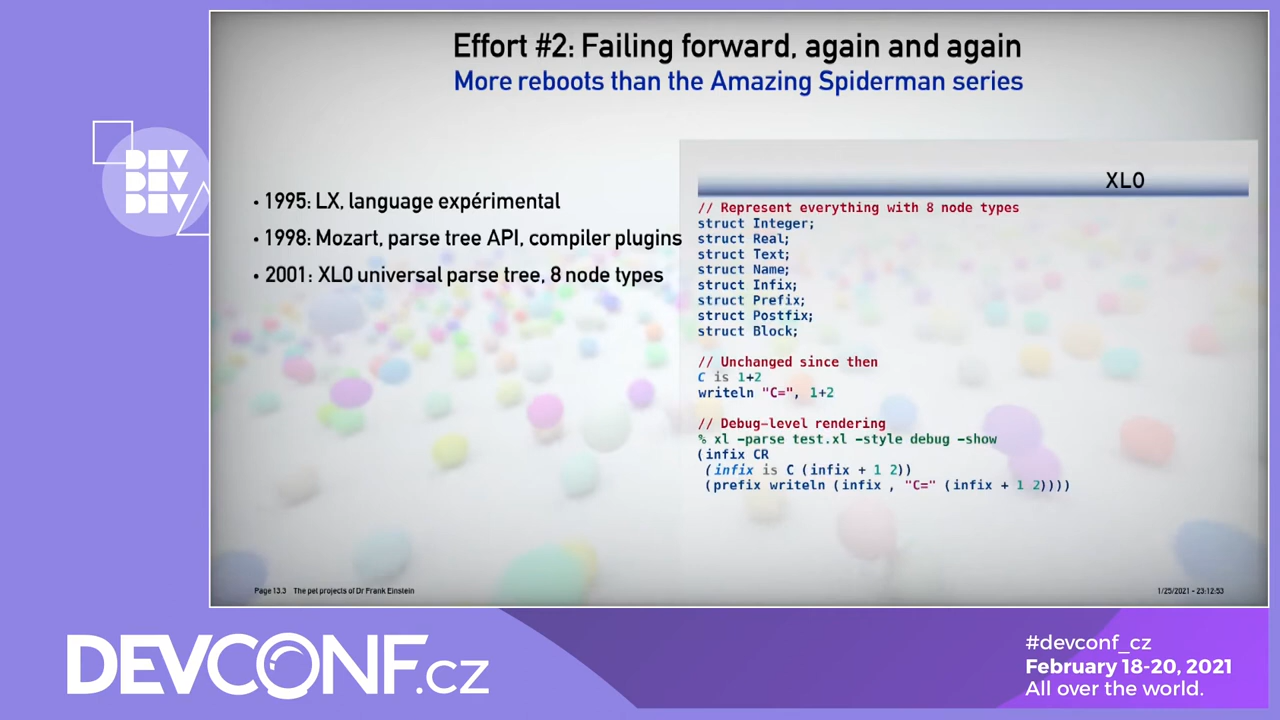 Effort #2: Failing forward, again and again
More reboots than the Amazing Spiderman series
DEV
DEV
DEV
• 1995: LX, language expérimental
• 1998: Mozart, parse tree API, compiler plugins
• 2001: XL0 universal parse tree, 8 node types
XL0
// Represent everything with 8 node types
struct Integer;
struct Real;
struct Text;
struct Name;
struct Infix;
struct Prefix;
struct Postfix;
struct Block;
// Unchanged since then
C is 1+2
writeln "C=", 1+2
// Debug-level rendering
% xl -parse test.xl -style debug -show
(infix CR
(infix is C (infix + 1 2))
(prefix writeln (infix , "C=" (infix + 1 2))))
Page 13.3 The pet projects of Dr Frank Einstein
1/25/2021 - 23:12:53
DEVCONF.cz
#devconf_cz
February 18-20, 2021
All over the world.